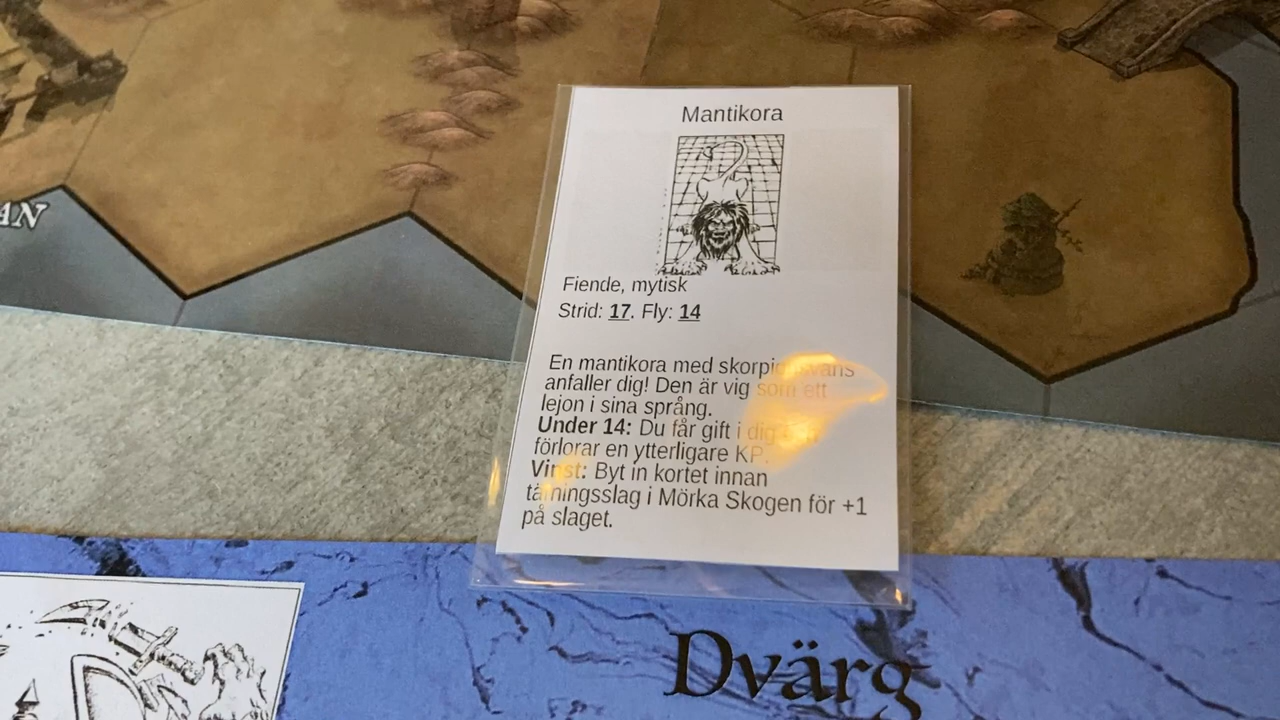 AN
Mantikora
Fiende, mytisk
Strid: 17. Fly: 14
En mantikora med skorpionsvans
anfaller dig! Den är vig som ett
lejon i sina språng.
Under 14: Du får gift i dig
förlorar en ytterligare KP.
Vinst: Byt in kortet innan
tärningsslag i Mörka Skogen för +1
på slaget.
Dvärg